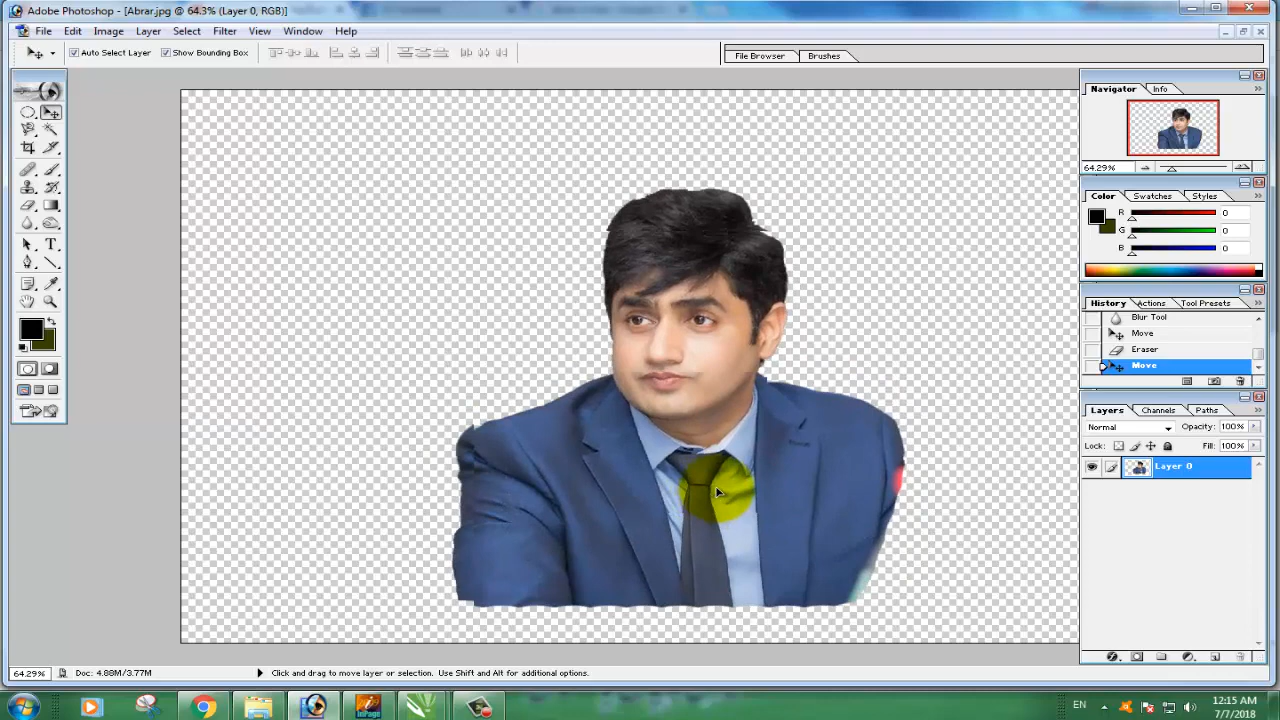 Adobe Photoshop - [Abrar.jpg @ 64.3% (Layer 0, RGB)]
File Edit Image Layer Select Filter View Window Help
Auto Select Layer Show Bounding Box
File Browser Brushes
Navigator Info
64.29%
Color Swatches Styles
R 0
G 0
B 0
History Actions Tool Presets
Blur Tool
Move
Eraser
Move
Layers Channels Paths
Normal Opacity: 100%
Lock: Fill: 100%
Layer 0
64.29% Doc: 4.88M/3.77M Click and drag to move layer or selection. Use Shift and Alt for additional options.
InPage
EN 12:15 AM
7/7/2018